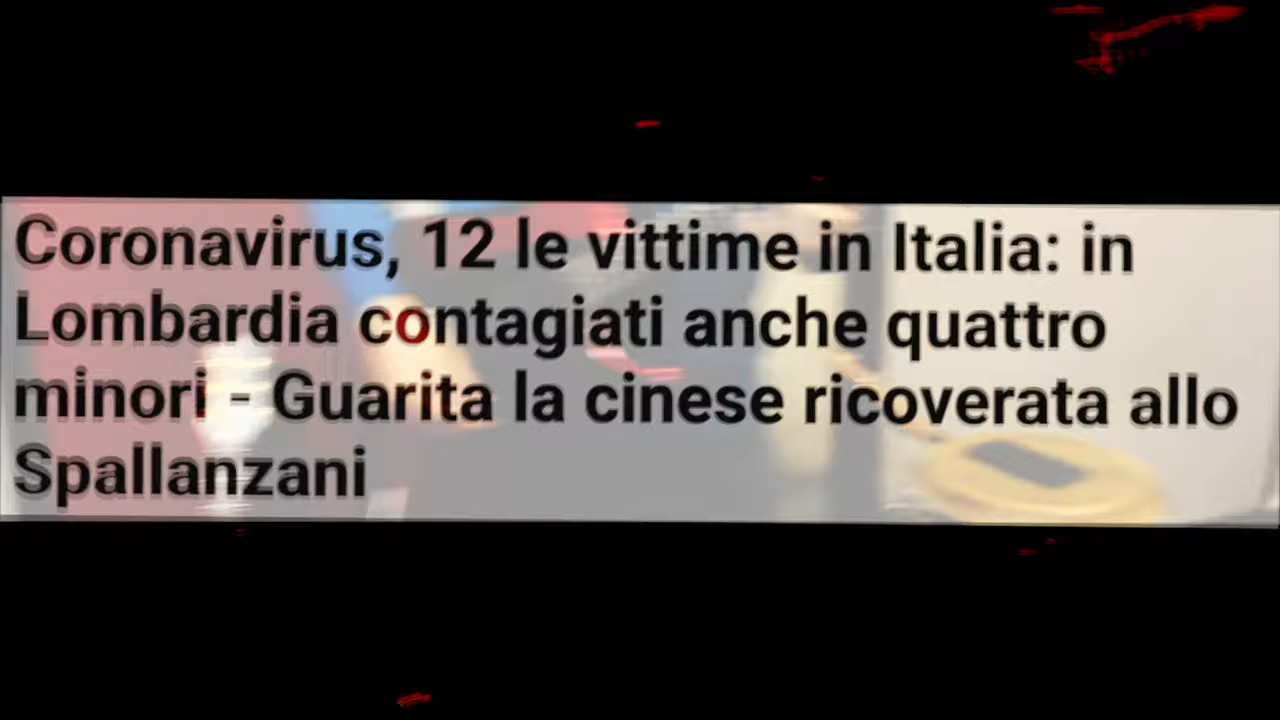 Coronavirus, 12 le vittime in Italia: in
Lombardia contagiati anche quattro
minori - Guarita la cinese ricoverata allo
Spallanzani